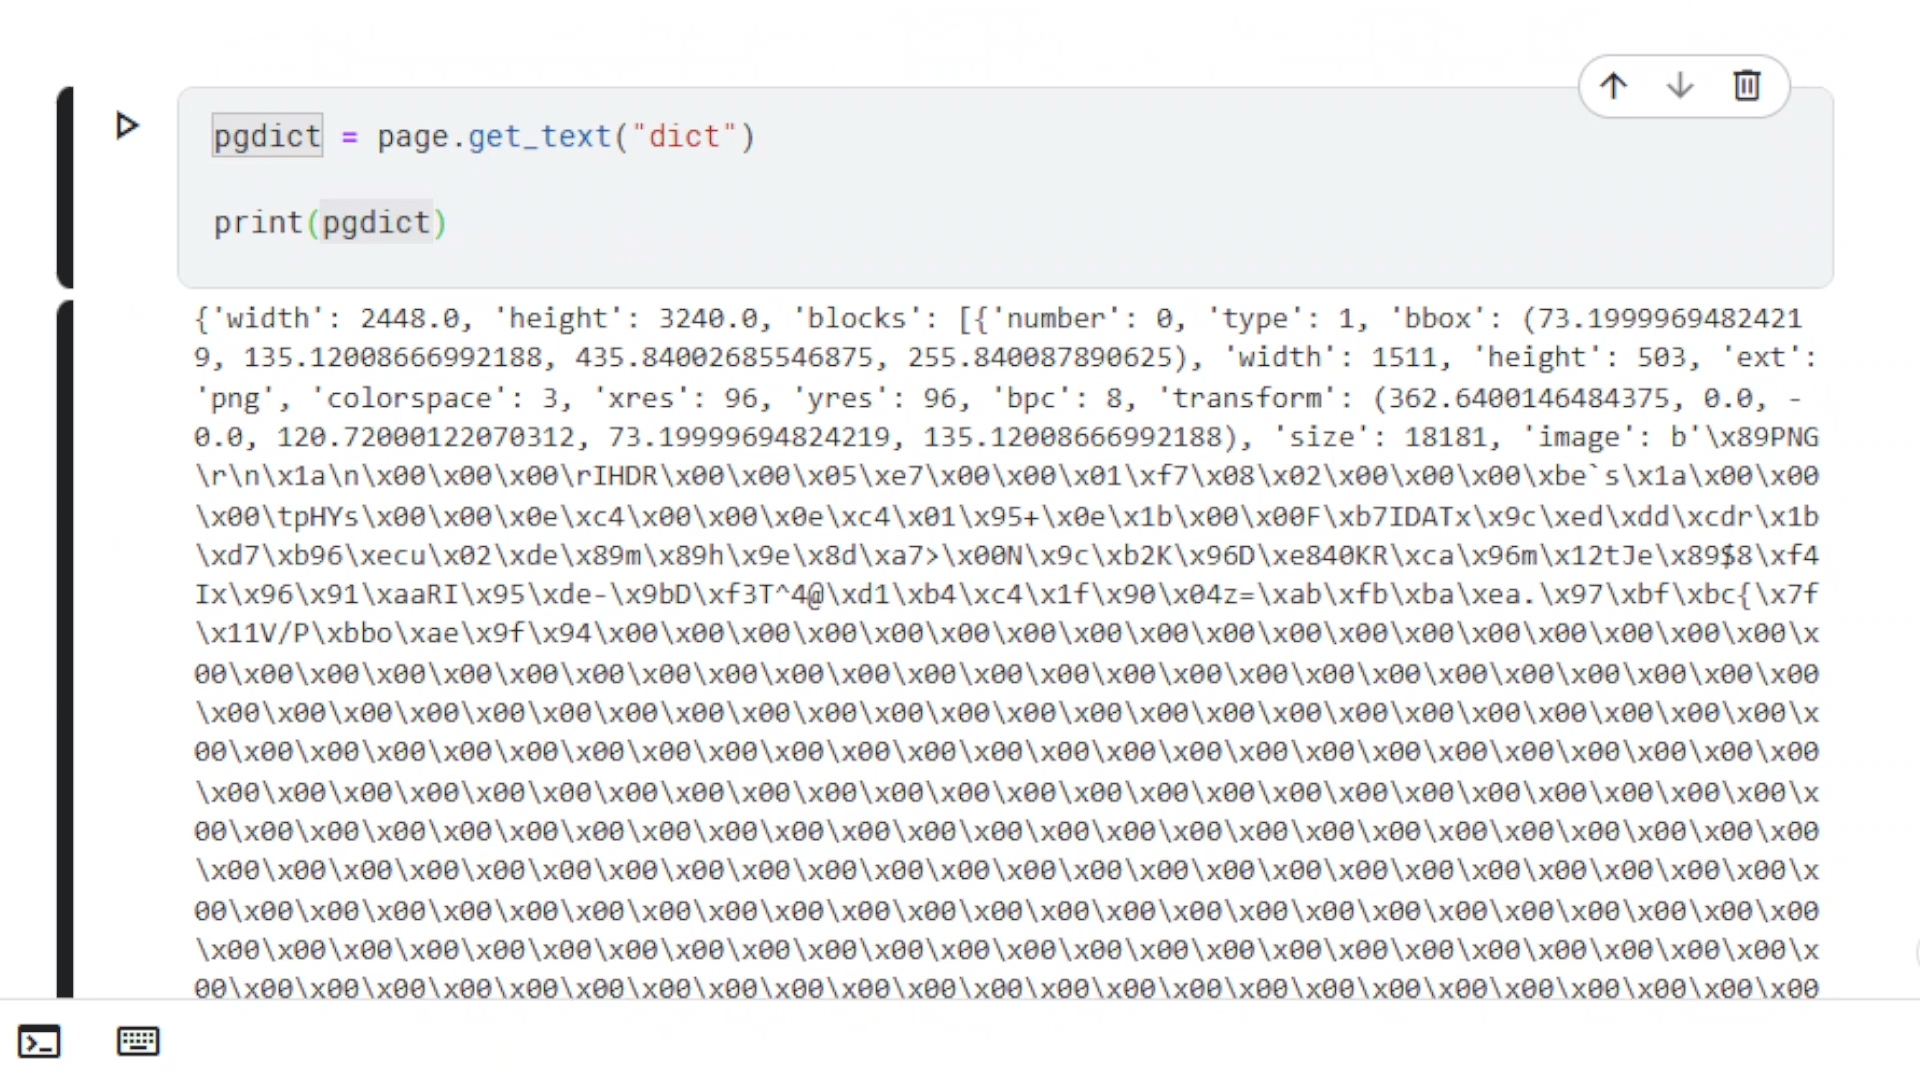 pgdict = page.get_text("dict")
print(pgdict)
{'width': 2448.0, 'height': 3240.0, 'blocks': [{'number': 0, 'type': 1, 'bbox': (73.1999969482421
9, 135.12008666992188, 435.84002685546875, 255.840087890625), 'width': 1511, 'height': 503, 'ext':
'png', 'colorspace': 3, 'xres': 96, 'yres': 96, 'bpc': 8, 'transform': (362.6400146484375, 0.0, -
0.0, 120.72000122070312, 73.19999694824219, 135.12008666992188), 'size': 18181, 'image': b'\x89PNG
\r\n\x1a\n\x00\x00\x00\rIHDR\x00\x00\x05\xe7\x00\x00\x01\xf7\x08\x02\x00\x00\x00\xbe`s\x1a\x00\x00
\x00\tpHYs\x00\x00\x0e\xc4\x00\x00\x0e\xc4\x01\x95+\x0e\x1b\x00\x00F\xb7IDATx\x9c\xed\xdd\xcdr\x1b
\xd7\xb96\xecu\x02\xde\x89m\x89h\x9e\x8d\xa7>\x00N\x9c\xb2K\x96D\xe840KR\xca\x96m\x12tJe\x89$8\xf4
Ix\x96\x91\xaaRI\x95\xde-\x9bD\xf3T^4@\xd1\xb4\xc4\x1f\x90\x04z=\xab\xfb\xba\xea.\x97\xbf\xbc{\x7f
\x11V/P\xbbo\xae\x9f\x94\x00\x00\x00\x00\x00\x00\x00\x00\x00\x00\x00\x00\x00\x00\x00\x00\x00\x00\x
00\x00\x00\x00\x00\x00\x00\x00\x00\x00\x00\x00\x00\x00\x00\x00\x00\x00\x00\x00\x00\x00\x00\x00\x00
\x00\x00\x00\x00\x00\x00\x00\x00\x00\x00\x00\x00\x00\x00\x00\x00\x00\x00\x00\x00\x00\x00\x00\x00\x
00\x00\x00\x00\x00\x00\x00\x00\x00\x00\x00\x00\x00\x00\x00\x00\x00\x00\x00\x00\x00\x00\x00\x00\x00
\x00\x00\x00\x00\x00\x00\x00\x00\x00\x00\x00\x00\x00\x00\x00\x00\x00\x00\x00\x00\x00\x00\x00\x00\x
00\x00\x00\x00\x00\x00\x00\x00\x00\x00\x00\x00\x00\x00\x00\x00\x00\x00\x00\x00\x00\x00\x00\x00\x00
\x00\x00\x00\x00\x00\x00\x00\x00\x00\x00\x00\x00\x00\x00\x00\x00\x00\x00\x00\x00\x00\x00\x00\x00\x
00\x00\x00\x00\x00\x00\x00\x00\x00\x00\x00\x00\x00\x00\x00\x00\x00\x00\x00\x00\x00\x00\x00\x00\x00
\x00\x00\x00\x00\x00\x00\x00\x00\x00\x00\x00\x00\x00\x00\x00\x00\x00\x00\x00\x00\x00\x00\x00\x00\x
00\x00\x00\x00\x00\x00\x00\x00\x00\x00\x00\x00\x00\x00\x00\x00\x00\x00\x00\x00\x00\x00\x00\x00\x00